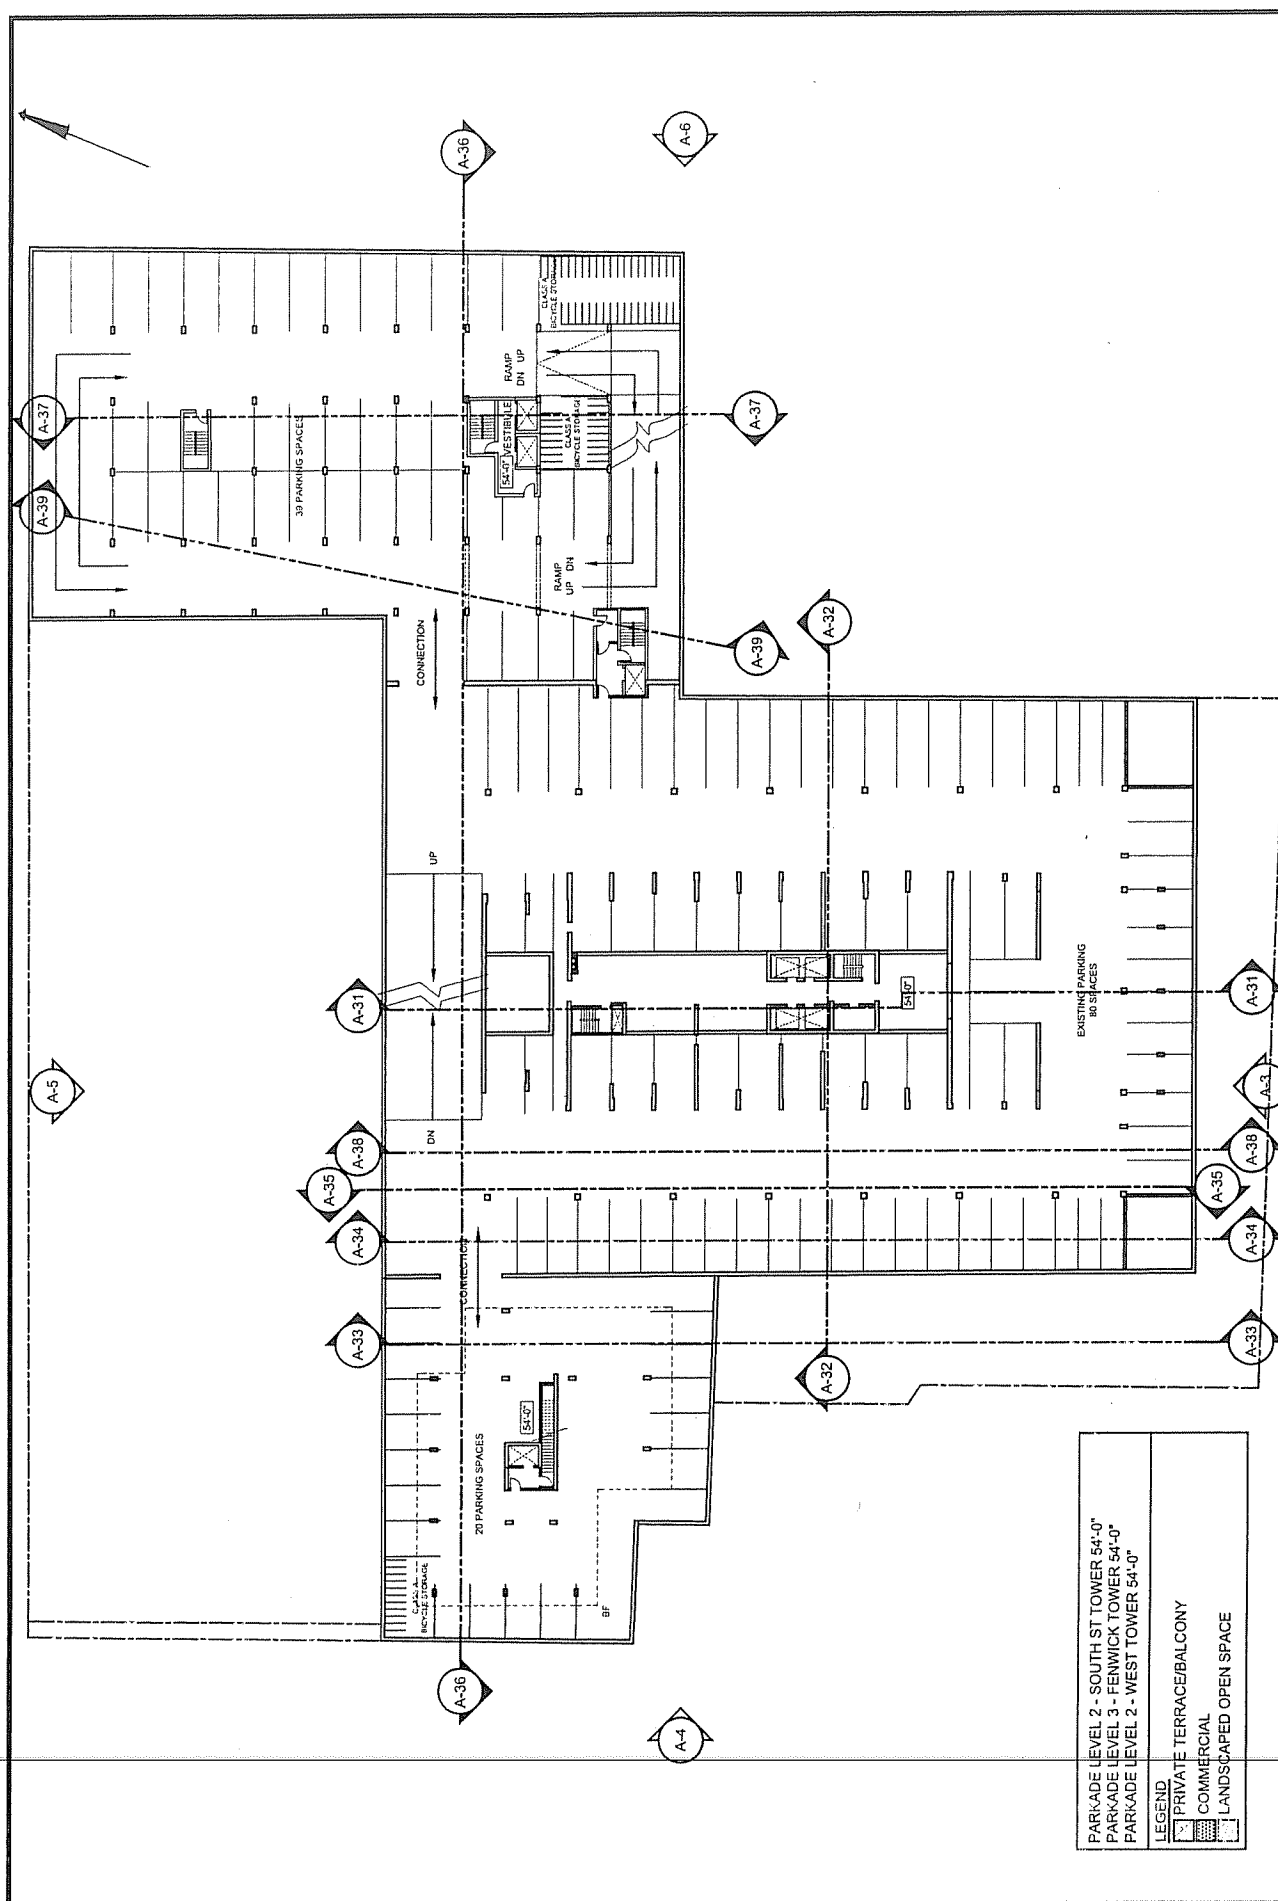 A-36
A-6
A-37
A-39
39 PARKING SPACES
CLASS A
BICYCLE STORAGE
RAMP
DN UP
VESTIBULE
54'-0"
CLASS A
BICYCLE STORAGE
A-37
RAMP
UP DN
CONNECTION
A-39
A-32
UP
A-31
54'-0"
EXISTING PARKING
80 SPACES
A-31
A-5
DN
A-3
A-38
A-38
A-35
A-35
A-34
A-34
CONNECTION
A-33
A-33
A-32
54'-0"
20 PARKING SPACES
CLASS A
BICYCLE STORAGE
BF
A-36
A-4
PARKADE LEVEL 2 - SOUTH ST TOWER 54'-0"
PARKADE LEVEL 3 - FENWICK TOWER 54'-0"
PARKADE LEVEL 2 - WEST TOWER 54'-0"
LEGEND
PRIVATE TERRACE/BALCONY
COMMERCIAL
LANDSCAPED OPEN SPACE